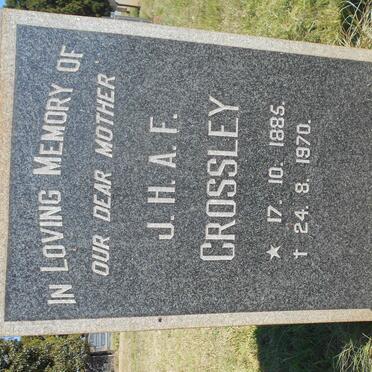 IN LOVING MEMORY OF
OUR DEAR MOTHER
J. H. A. F.
CROSSLEY
★ 17. 10. 1885.
† 24. 8. 1970.